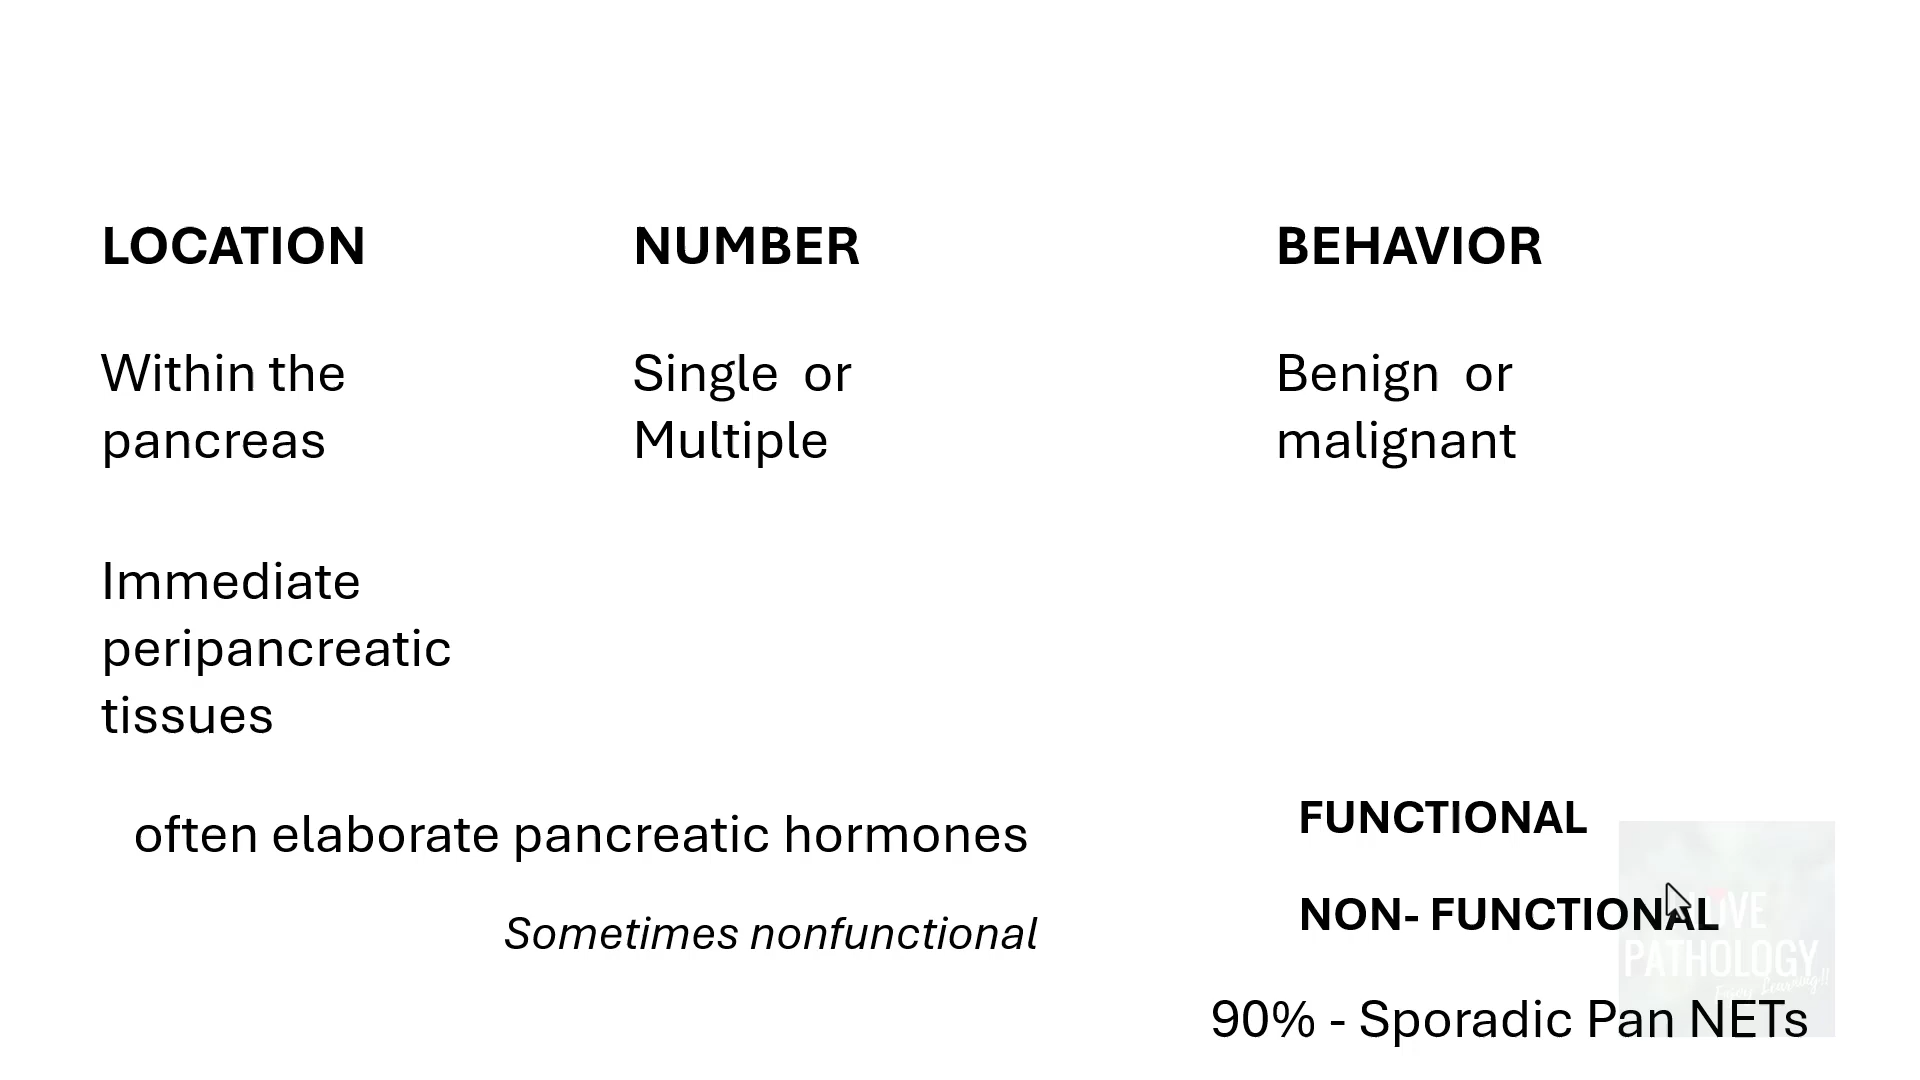 LOCATION
NUMBER
BEHAVIOR
Within the
pancreas
Single or
Multiple
Benign or
malignant
Immediate
peripancreatic
tissues
often elaborate pancreatic hormones
Sometimes nonfunctional
FUNCTIONAL
NON- FUNCTIONAL
90% - Sporadic Pan NETs
PATHOLOGY